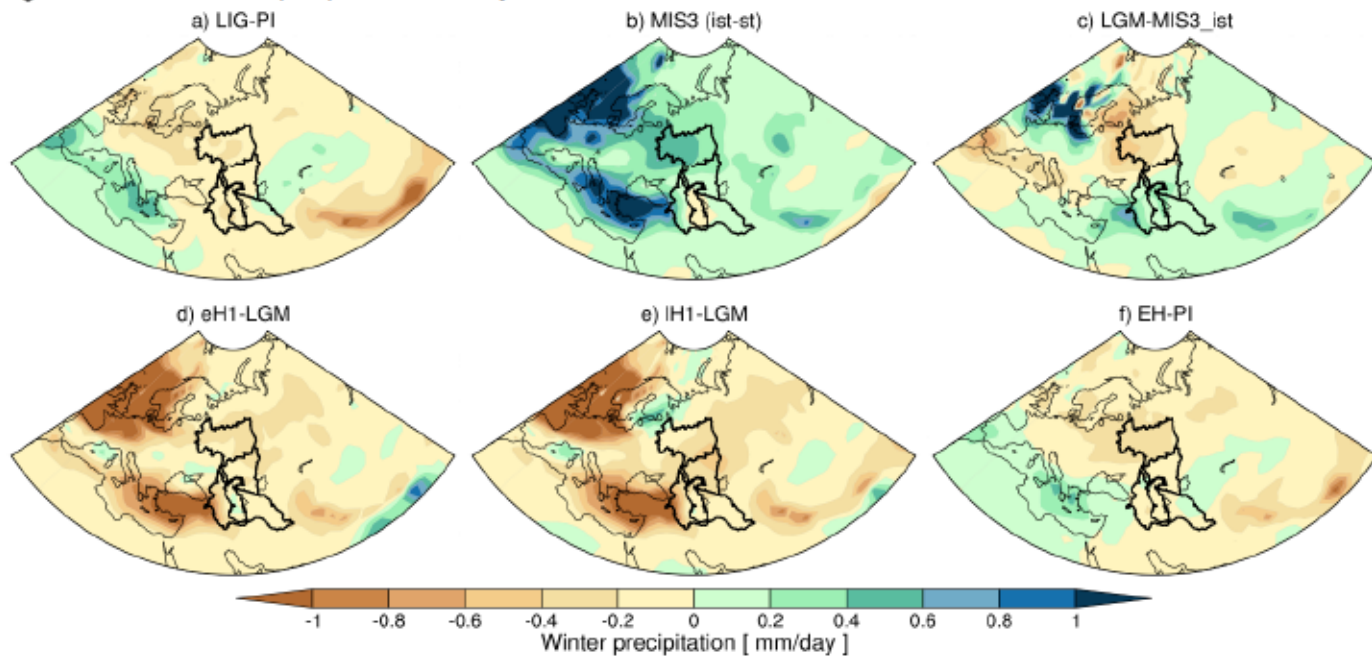 a) LIG-PI
b) MIS3 (ist-st)
c) LGM-MIS3_ist
d) eH1-LGM
e) lH1-LGM
f) EH-PI
-1 -0.8 -0.6 -0.4 -0.2 0 0.2 0.4 0.6 0.8 1
Winter precipitation [ mm/day ]